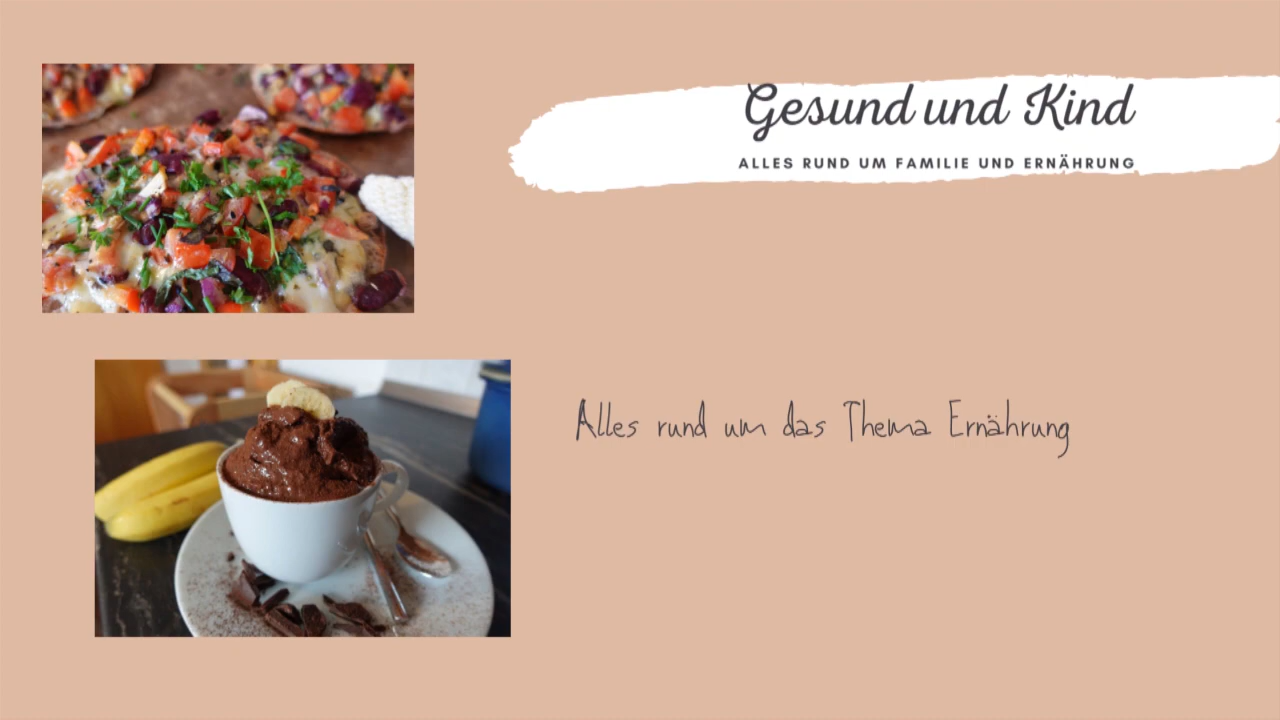 Gesund und Kind
ALLES RUND UM FAMILIE UND ERNÄHRUNG
Alles rund um das Thema Ernährung